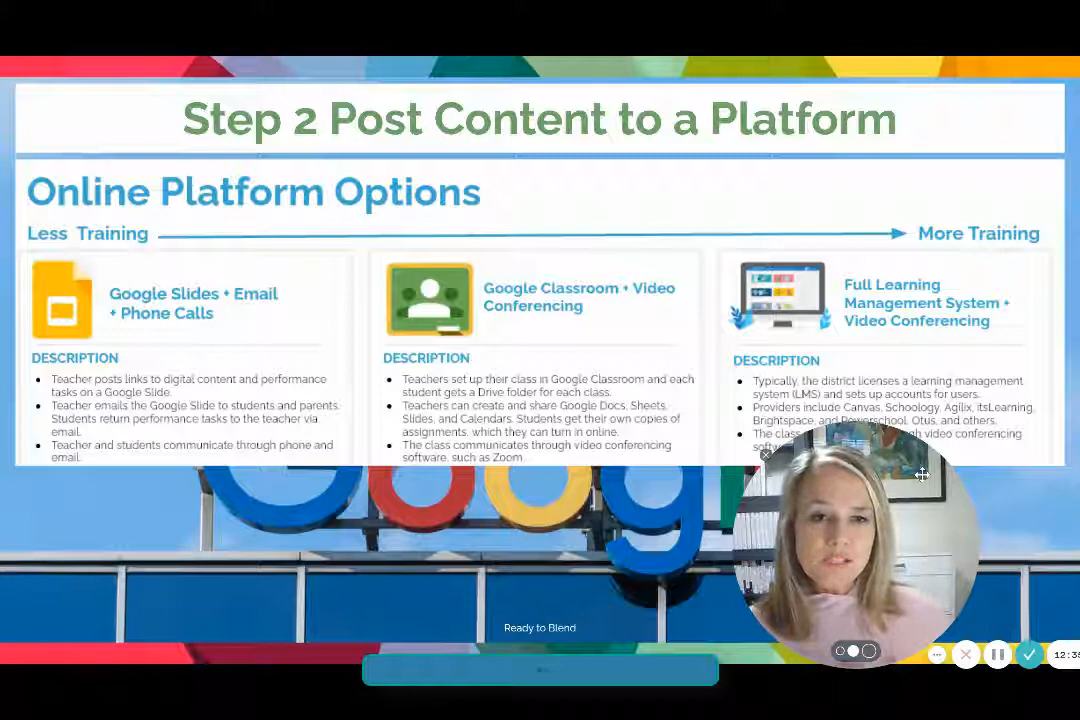 Step 2 Post Content to a Platform
Online Platform Options
Less Training
More Training
Google Slides + Email
+ Phone Calls
DESCRIPTION
Teacher posts links to digital content and performance
tasks on a Google Slide.
Teacher emails the Google Slide to students and parents.
Students return performance tasks to the teacher via
email.
Teacher and students communicate through phone and
email.
Google Classroom + Video
Conferencing
DESCRIPTION
Teachers set up their class in Google Classroom and each
student gets a Drive folder for each class.
Teachers can create and share Google Docs, Sheets,
Slides, and Calendars. Students get their own copies of
assignments, which they can turn in online.
The class communicates through video conferencing
software, such as Zoom.
Full Learning
Management System +
Video Conferencing
DESCRIPTION
Typically, the district licenses a learning management
system (LMS) and sets up accounts for users.
Providers include Canvas, Schoology, Agilix, itsLearning,
Brightspace, and Powerschool, Otus, and others.
The class through video conferencing
Ready to Blend